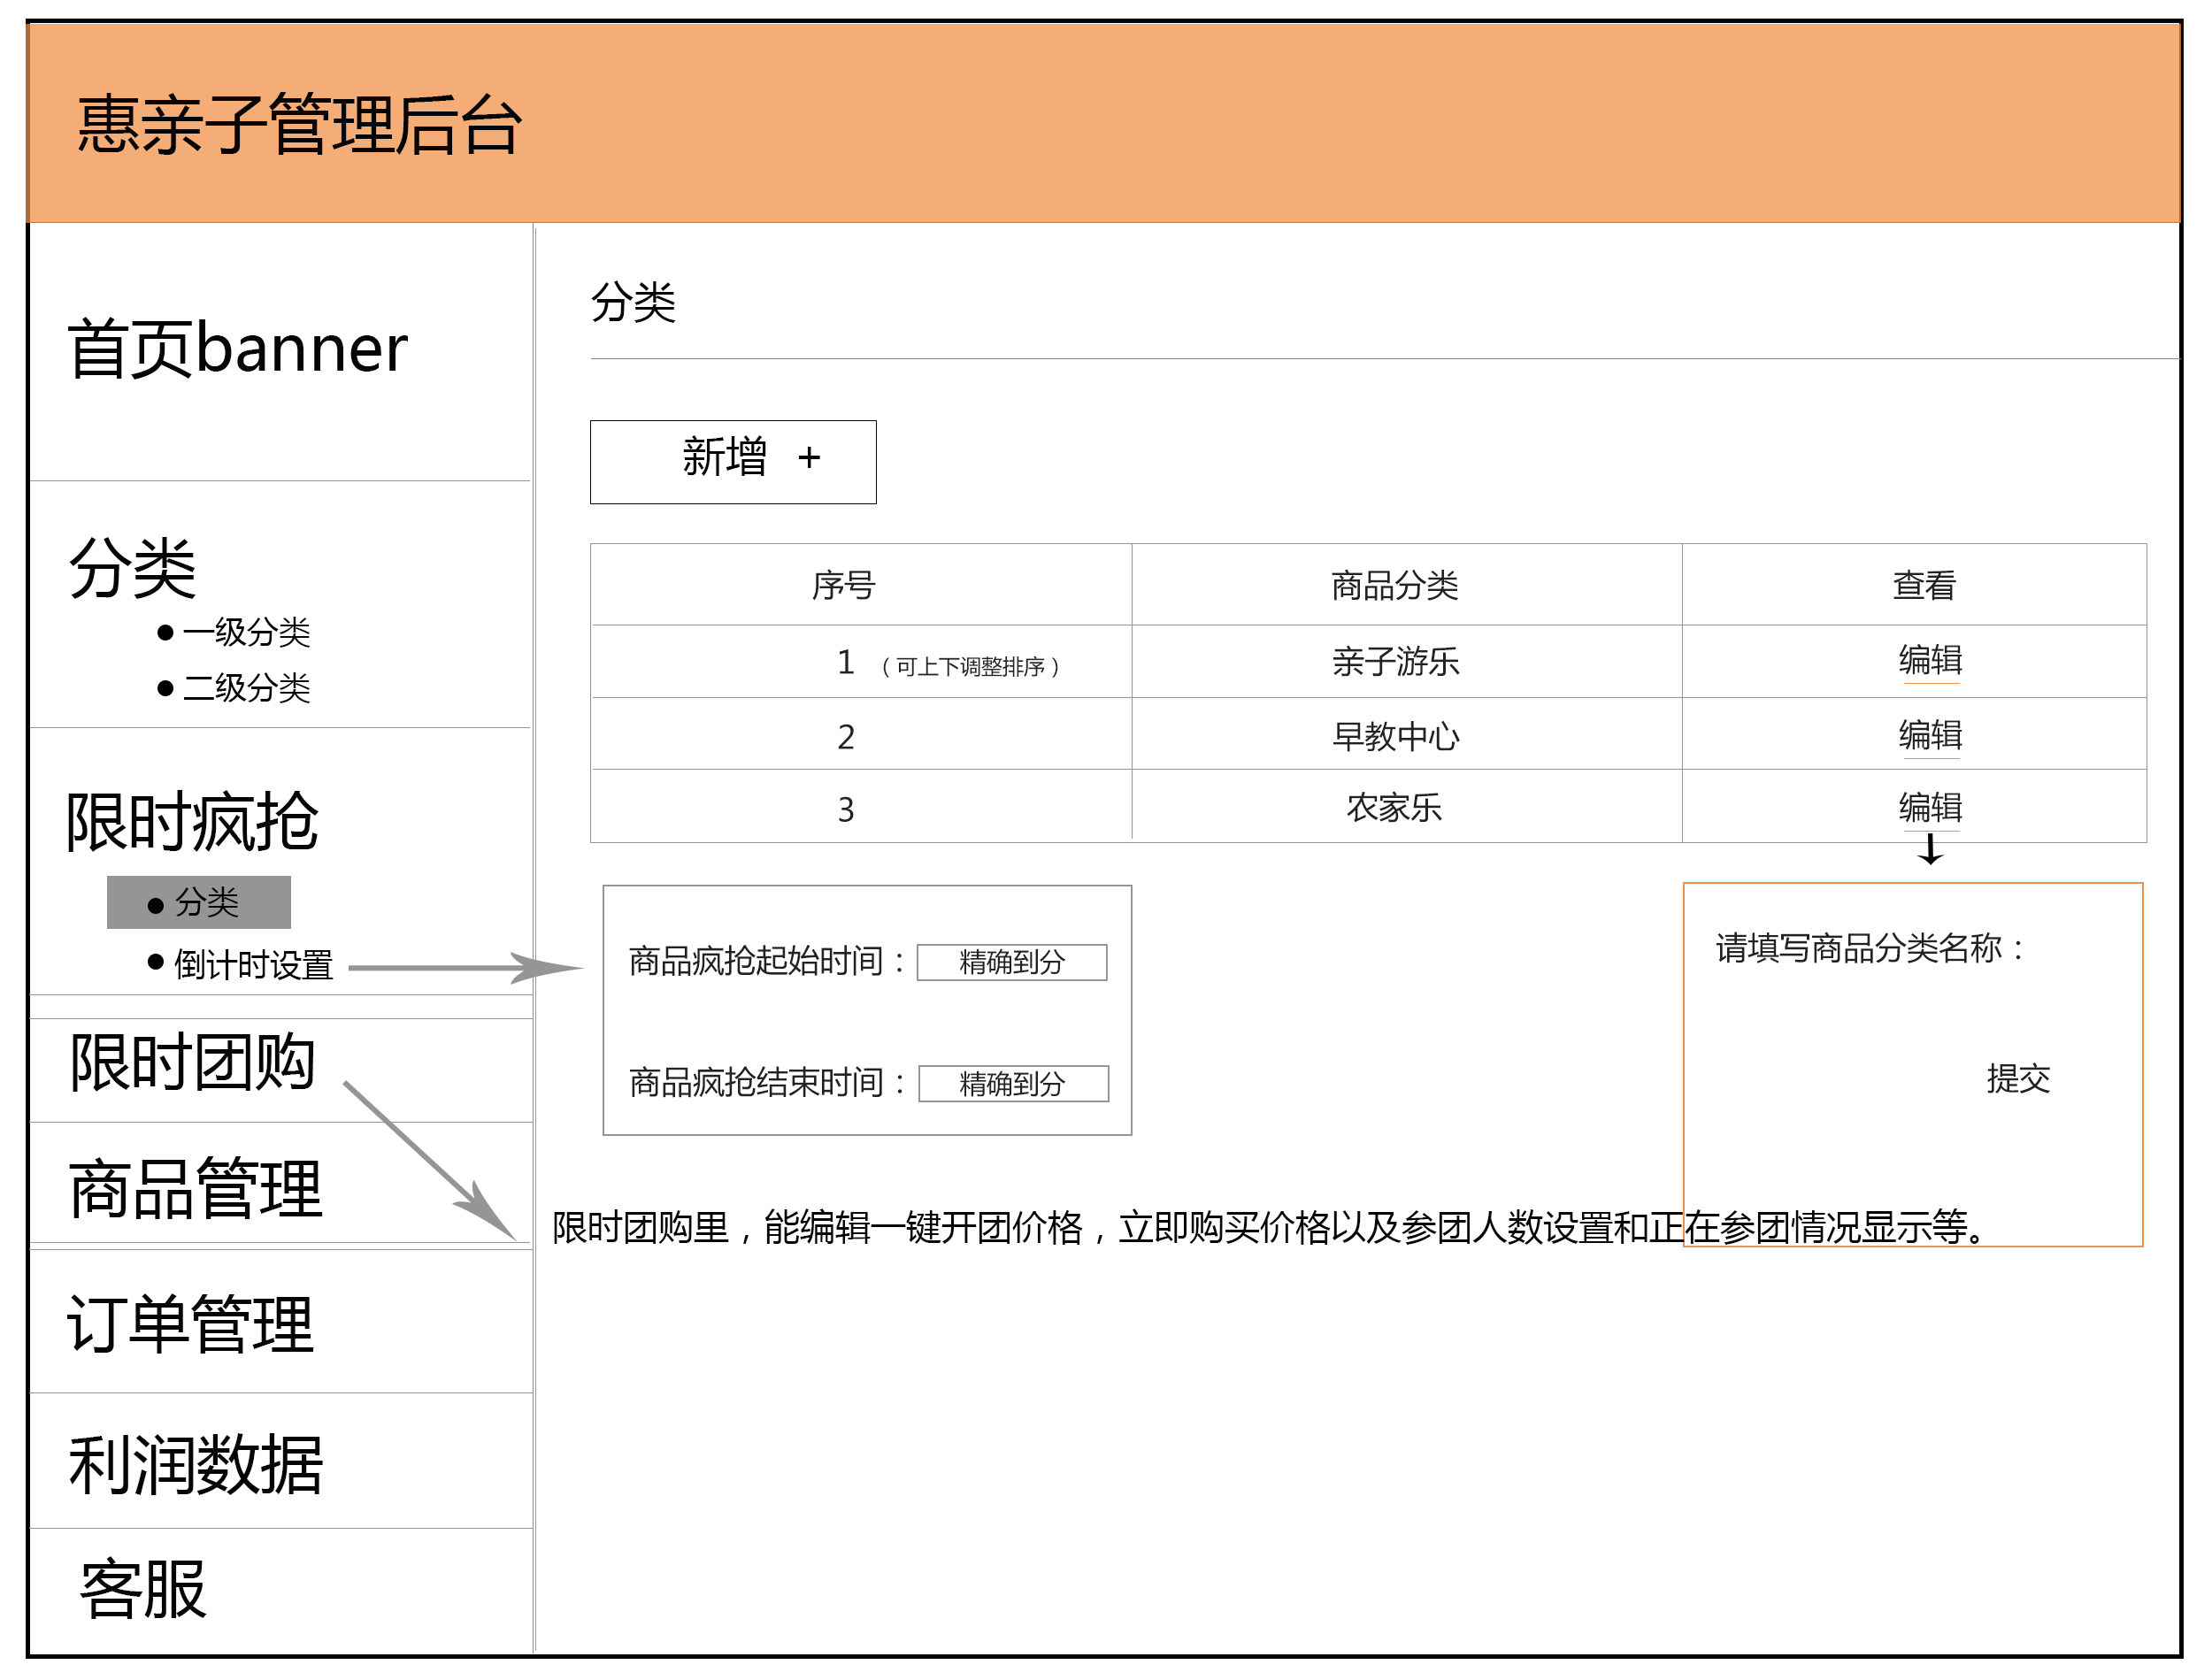 惠亲子管理后台
首页banner
分类
● 一级分类
● 二级分类
限时疯抢
● 分类
● 倒计时设置
限时团购
商品管理
订单管理
利润数据
客服
分类
新增 +
序号 商品分类 查看
1 （可上下调整排序） 亲子游乐 编辑
2 早教中心 编辑
3 农家乐 编辑
商品疯抢起始时间： 精确到分
商品疯抢结束时间： 精确到分
请填写商品分类名称：
提交
限时团购里，能编辑一键开团价格，立即购买价格以及参团人数设置和正在参团情况显示等。